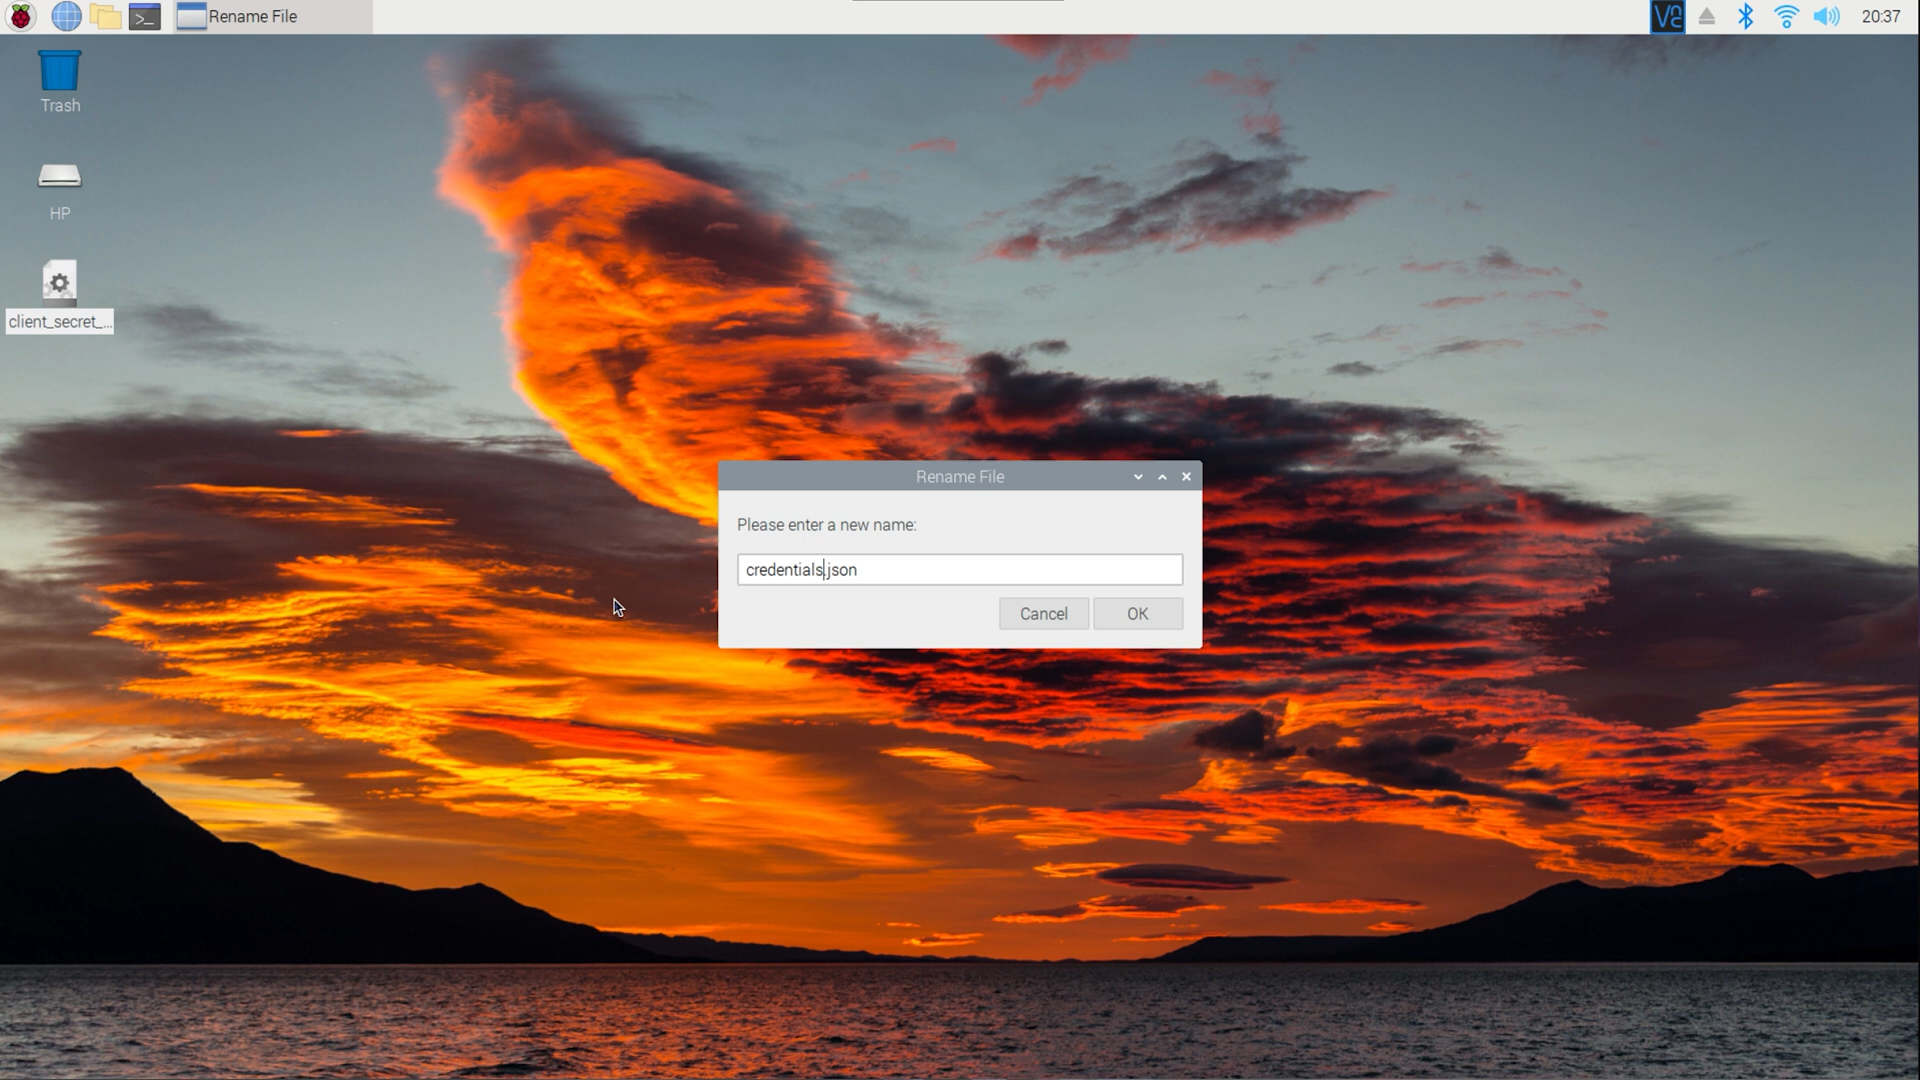 Rename File
20:37
Trash
HP
client_secret_...
Rename File
Please enter a new name:
credentials.json
Cancel
OK